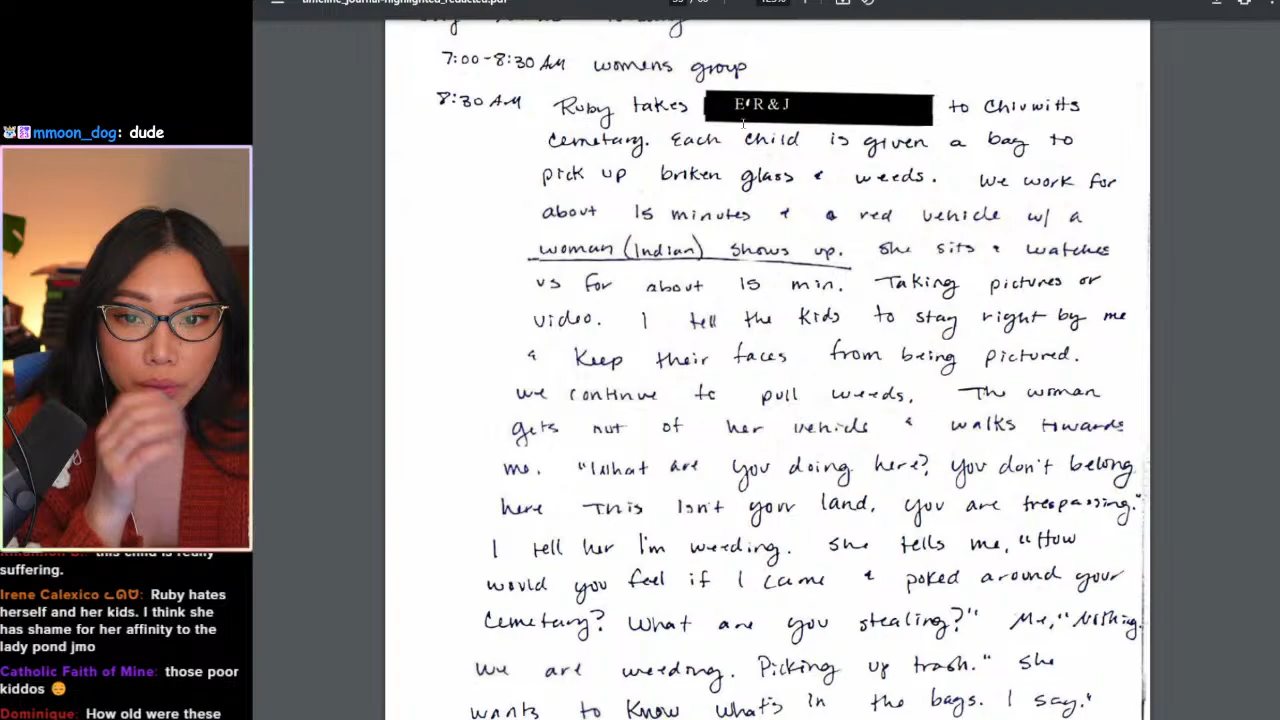 timeline_journal-highlighted_redacted.pdf
7:00-8:30 AM womens group
8:30 AM Ruby takes E R & J to Chivwitts
cemetary. Each child is given a bag to
pick up briken glass & weeds. We work for
about 15 minutes & a red vehicle w/ a
woman (Indian) shows up. She sits & watches
us for about 15 min. Taking pictures or
video. I tell the kids to stay right by me
& keep their faces from being pictured.
we continue to pull weeds. The woman
gets out of her vehicle & walks towards
me. "What are you doing here? you don't belong
here This isn't your land. you are trespassing."
I tell her I'm weeding. She tells me, "How
would you feel if I came & poked around your
cemetary? What are you stealing?" Me, "Nothing.
we are weeding. Picking up trash." She
wants to know what's in the bags. I say."
mmoon_dog: dude
this child is really
suffering.
Irene Calexico Ruby hates
herself and her kids. I think she
has shame for her affinity to the
lady pond jmo
Catholic Faith of Mine: those poor
kiddos
Dominique: How old were these